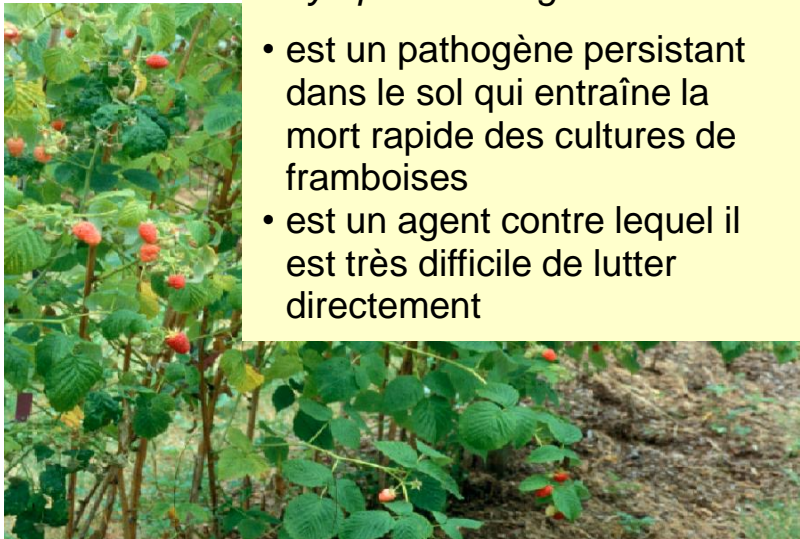 • est un pathogène persistant
dans le sol qui entraîne la
mort rapide des cultures de
framboises
• est un agent contre lequel il
est très difficile de lutter
directement